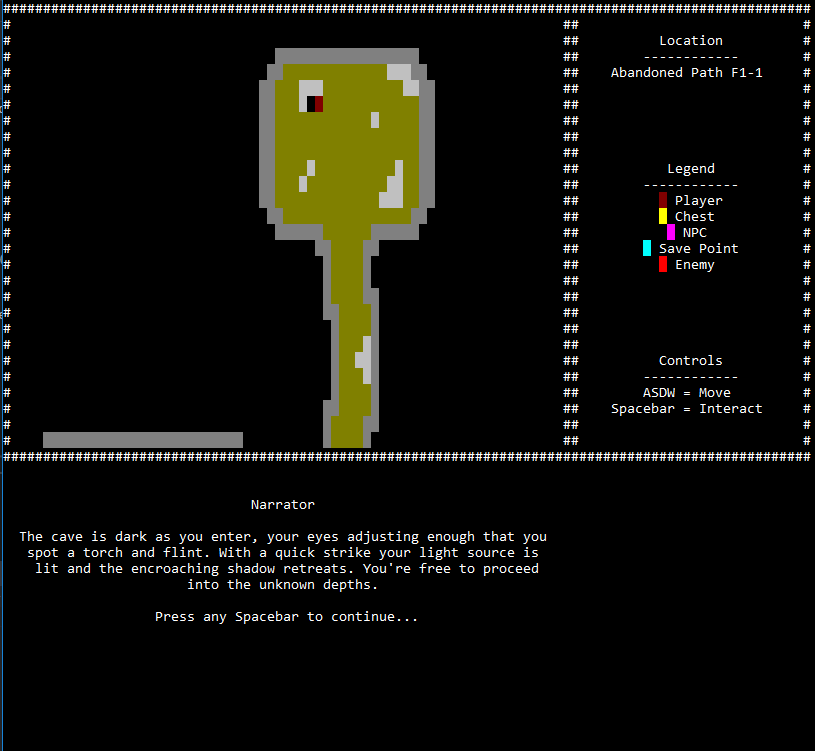 Location
------------
Abandoned Path F1-1
Legend
------------
Player
Chest
NPC
Save Point
Enemy
Controls
------------
ASDW = Move
Spacebar = Interact
Narrator
The cave is dark as you enter, your eyes adjusting enough that you
spot a torch and flint. With a quick strike your light source is
lit and the encroaching shadow retreats. You're free to proceed
into the unknown depths.
Press any Spacebar to continue...